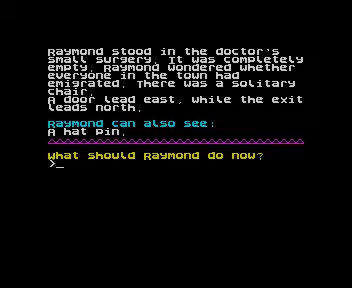 Raymond stood in the doctor's
small surgery. It was completely
empty. Raymond wondered whether
everyone in the town had
emigrated. There was a solitary
chair.
A door lead east, while the exit
leads north.
Raymond can also see:
A hat pin.
What should Raymond do now?
>_